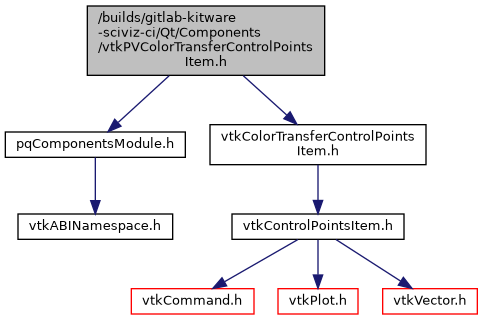 /builds/gitlab-kitware
-sciviz-ci/Qt/Components
/vtkPVColorTransferControlPoints
Item.h
pqComponentsModule.h
vtkColorTransferControlPoints
Item.h
vtkABINamespace.h
vtkControlPointsItem.h
vtkCommand.h
vtkPlot.h
vtkVector.h